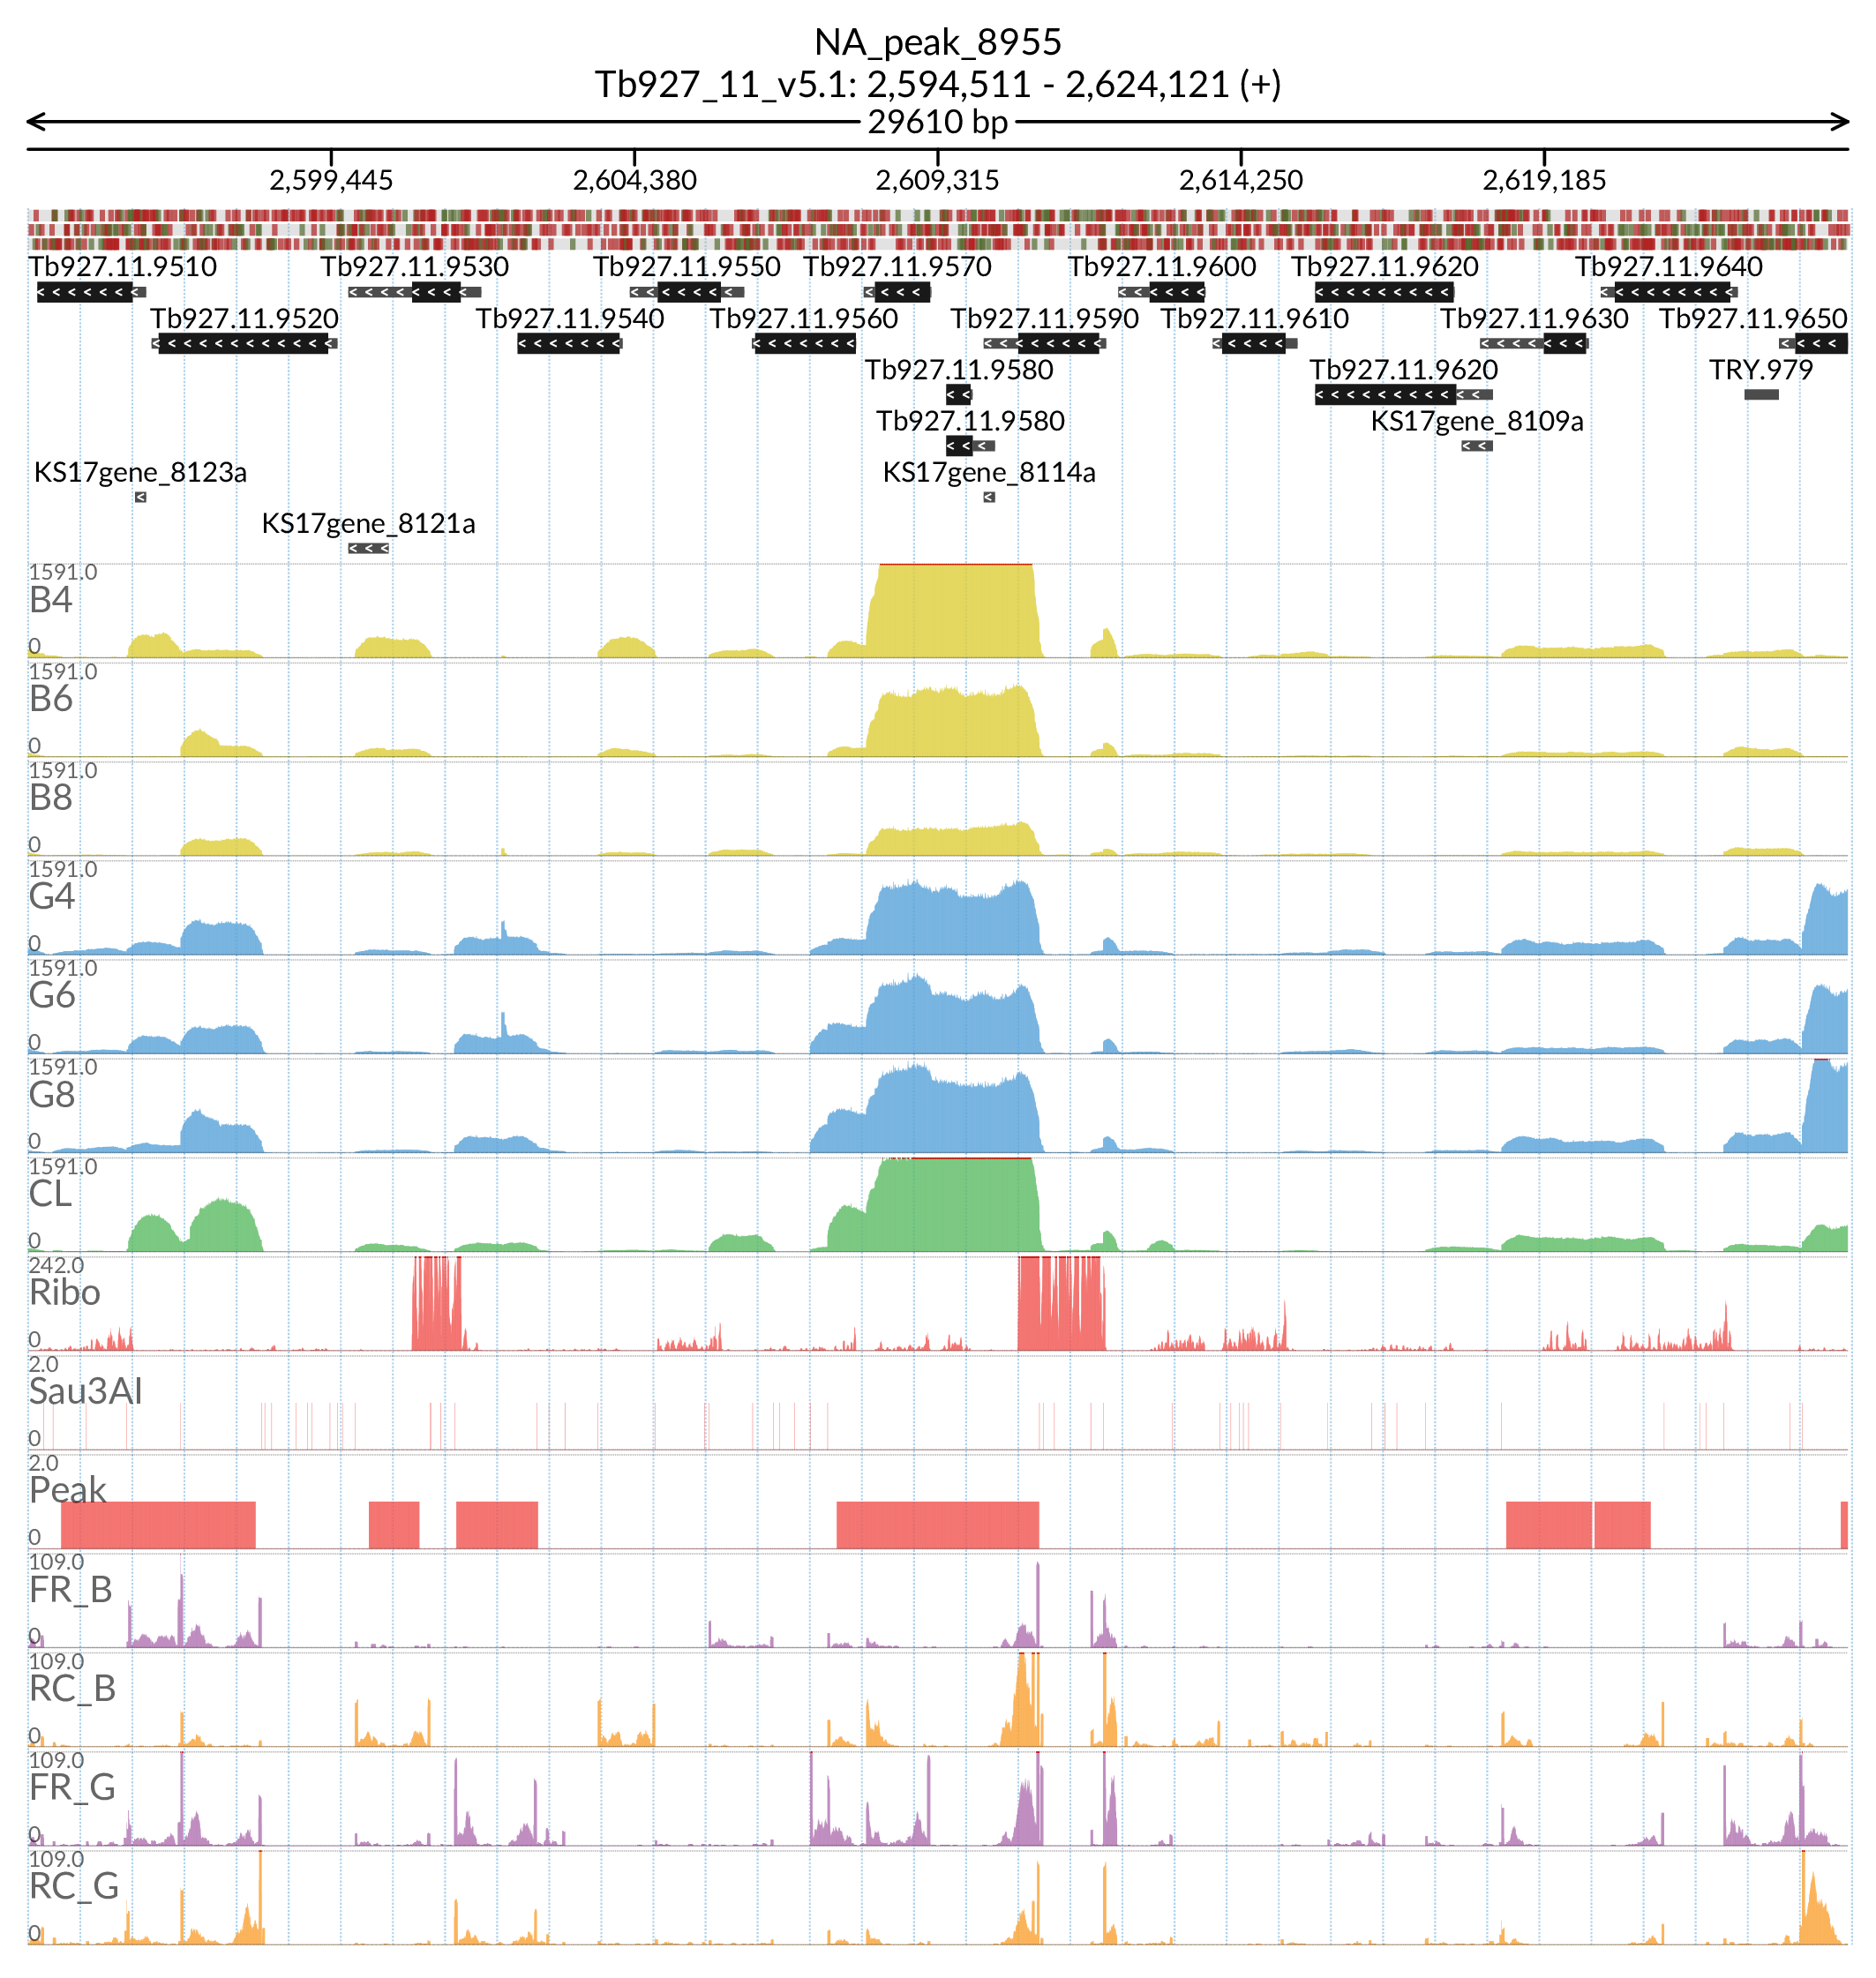 NA_peak_8955
Tb927_11_v5.1: 2,594,511 - 2,624,121 (+)
29610 bp
2,599,445 2,604,380 2,609,315 2,614,250 2,619,185
Tb927.11.9510 Tb927.11.9530 Tb927.11.9550 Tb927.11.9570 Tb927.11.9600 Tb927.11.9620 Tb927.11.9640
Tb927.11.9520 Tb927.11.9540 Tb927.11.9560 Tb927.11.9590 Tb927.11.9610 Tb927.11.9630 Tb927.11.9650
Tb927.11.9580 Tb927.11.9620 TRY.979
Tb927.11.9580 KS17gene_8109a
KS17gene_8123a KS17gene_8114a
KS17gene_8121a
1591.0
B4
0
1591.0
B6
0
1591.0
B8
0
1591.0
G4
0
1591.0
G6
0
1591.0
G8
0
1591.0
CL
0
242.0
Ribo
0
2.0
Sau3AI
0
2.0
Peak
0
109.0
FR_B
0
109.0
RC_B
0
109.0
FR_G
0
109.0
RC_G
0